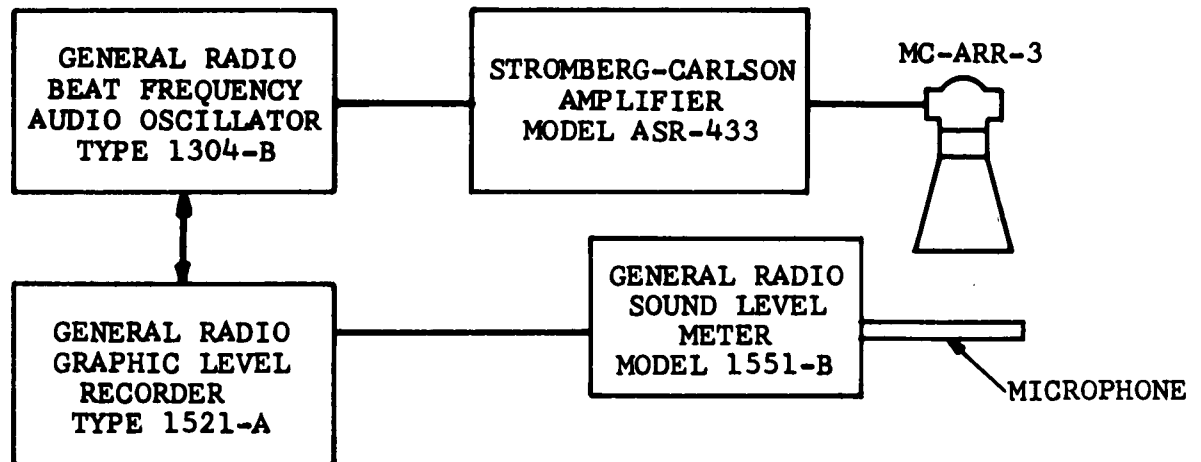 GENERAL RADIO
BEAT FREQUENCY
AUDIO OSCILLATOR
TYPE 1304-B
STROMBERG-CARLSON
AMPLIFIER
MODEL ASR-433
MC-ARR-3
GENERAL RADIO
GRAPHIC LEVEL
RECORDER
TYPE 1521-A
GENERAL RADIO
SOUND LEVEL
METER
MODEL 1551-B
MICROPHONE